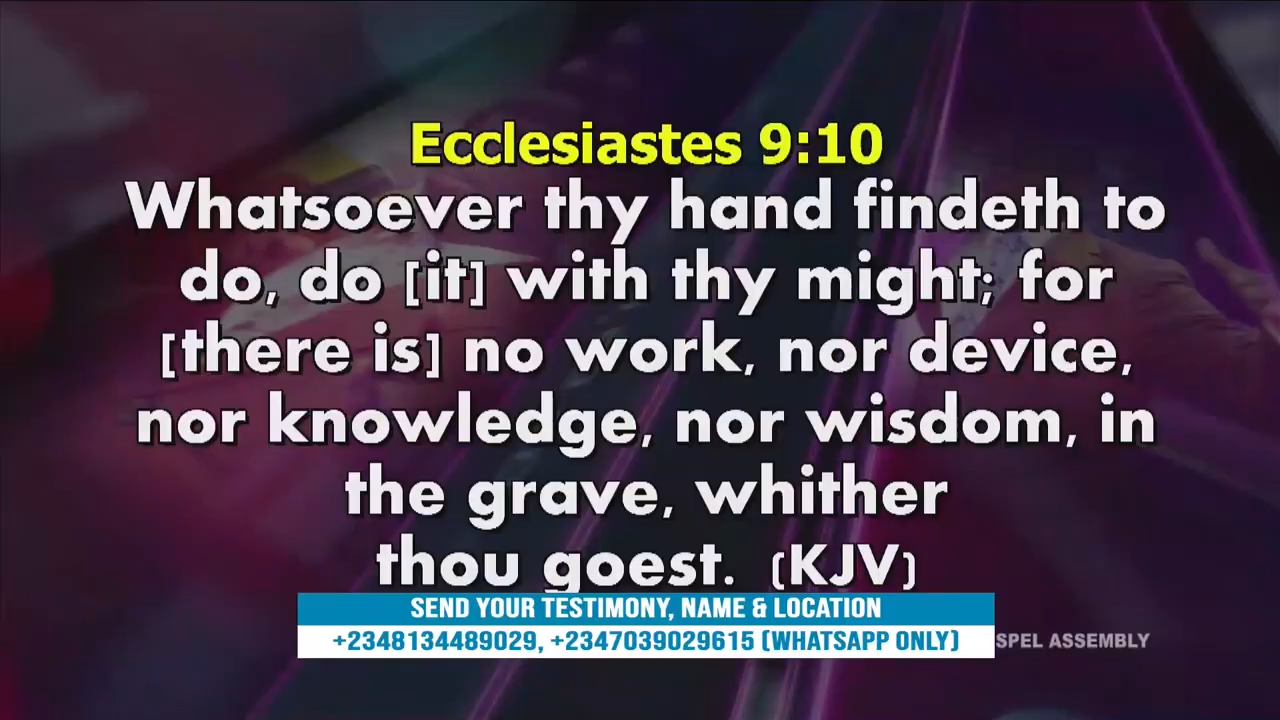 Ecclesiastes 9:10
Whatsoever thy hand findeth to
do, do [it] with thy might; for
[there is] no work, nor device,
nor knowledge, nor wisdom, in
the grave, whither
thou goest. (KJV)
SEND YOUR TESTIMONY, NAME & LOCATION
+2348134489029, +2347039029615 (WHATSAPP ONLY)
SPEL ASSEMBLY